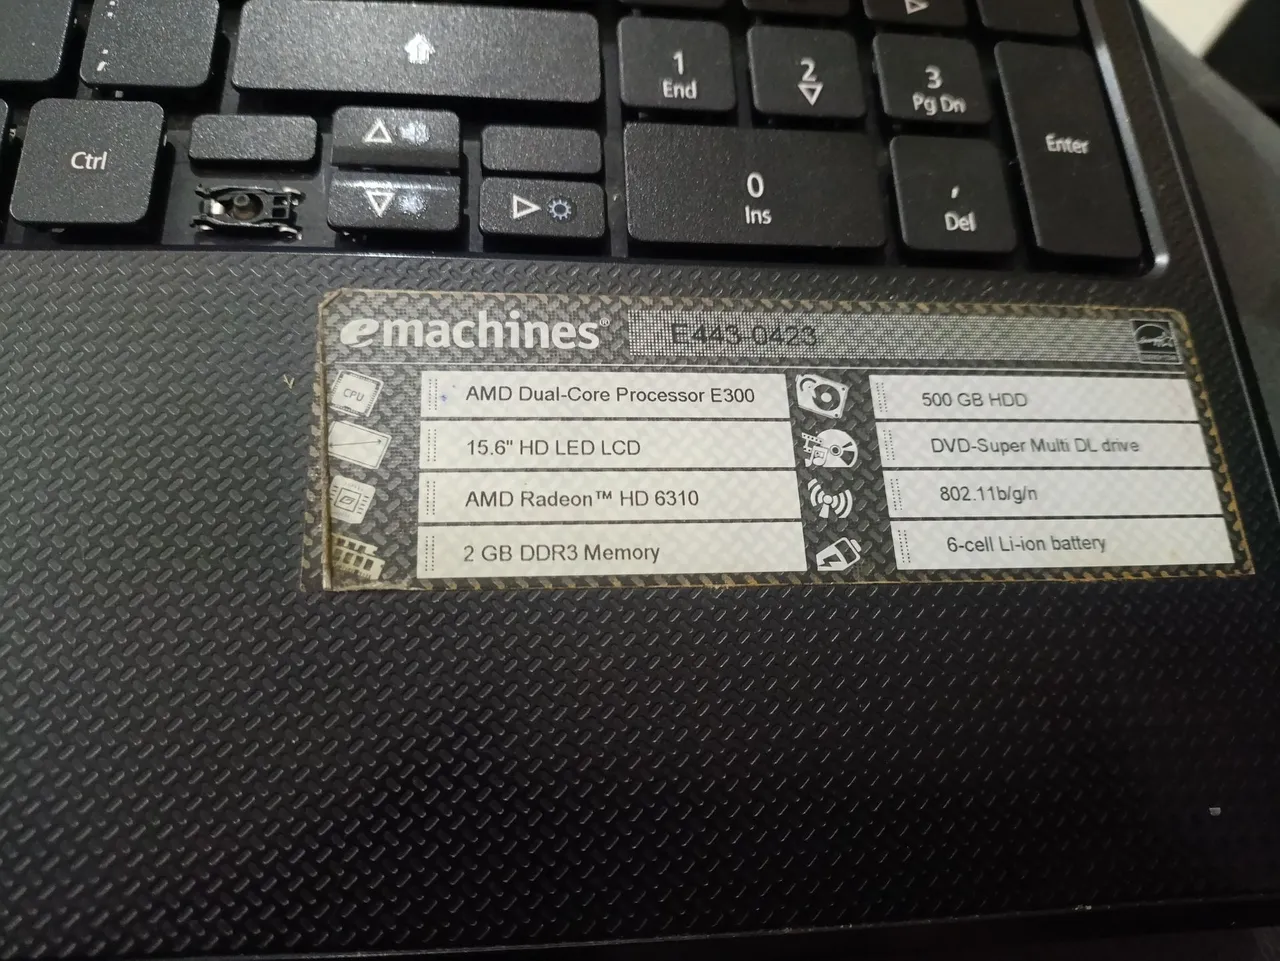 1
End
2
3
Pg Dn
Ctrl
Enter
0
Ins
,
Del
emachines®
E443-0423
CPU
AMD Dual-Core Processor E300
500 GB HDD
15.6" HD LED LCD
DVD-Super Multi DL drive
AMD Radeon™ HD 6310
802.11b/g/n
2 GB DDR3 Memory
6-cell Li-ion battery